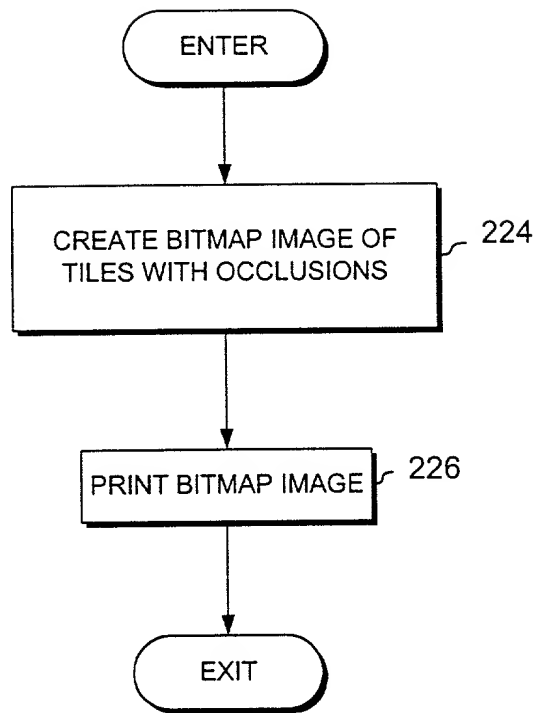 ENTER
CREATE BITMAP IMAGE OF
TILES WITH OCCLUSIONS
224
PRINT BITMAP IMAGE
226
EXIT